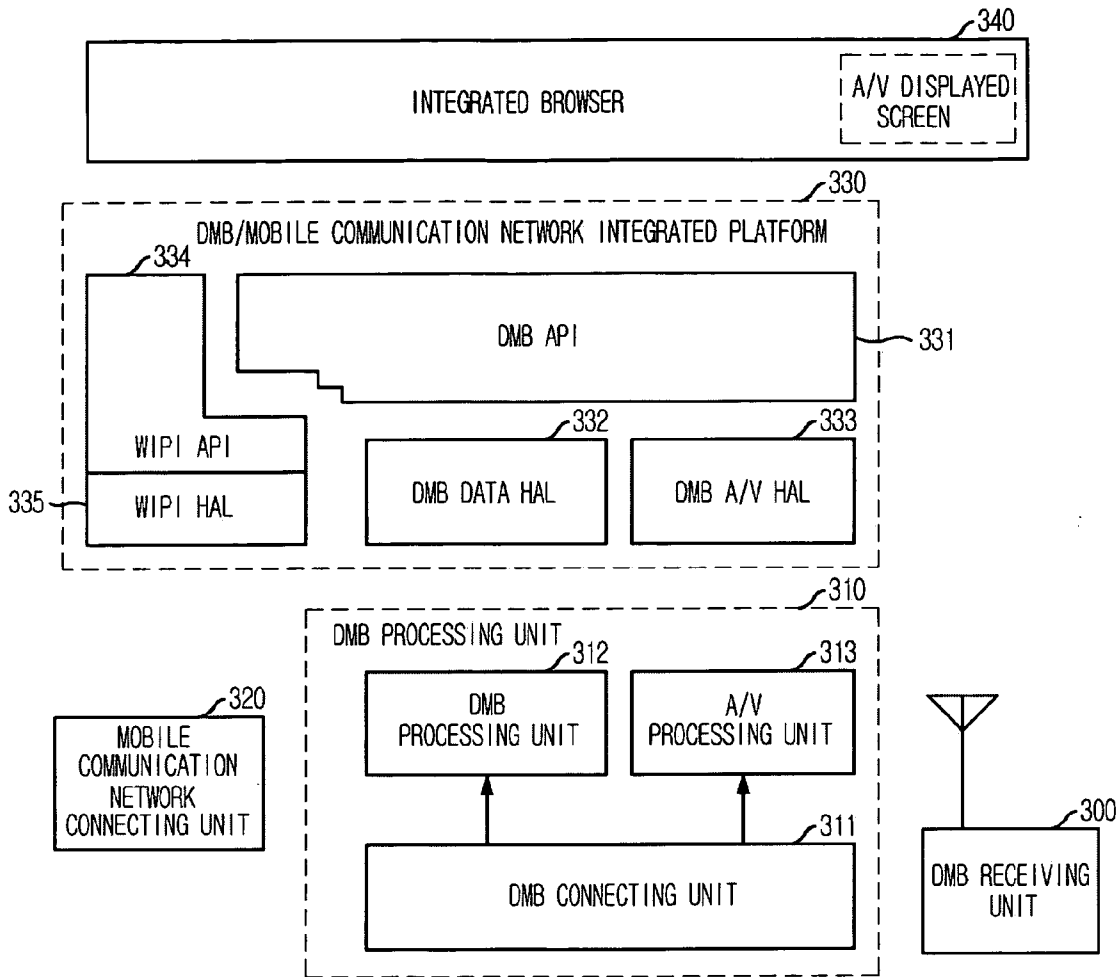 340
INTEGRATED BROWSER
A/V DISPLAYED
SCREEN
330
DMB/MOBILE COMMUNICATION NETWORK INTEGRATED PLATFORM
334
DMB API
331
WIPI API
332
333
335
WIPI HAL
DMB DATA HAL
DMB A/V HAL
310
DMB PROCESSING UNIT
312
313
320
DMB
PROCESSING UNIT
A/V
PROCESSING UNIT
MOBILE
COMMUNICATION
NETWORK
CONNECTING UNIT
311
300
DMB CONNECTING UNIT
DMB RECEIVING
UNIT